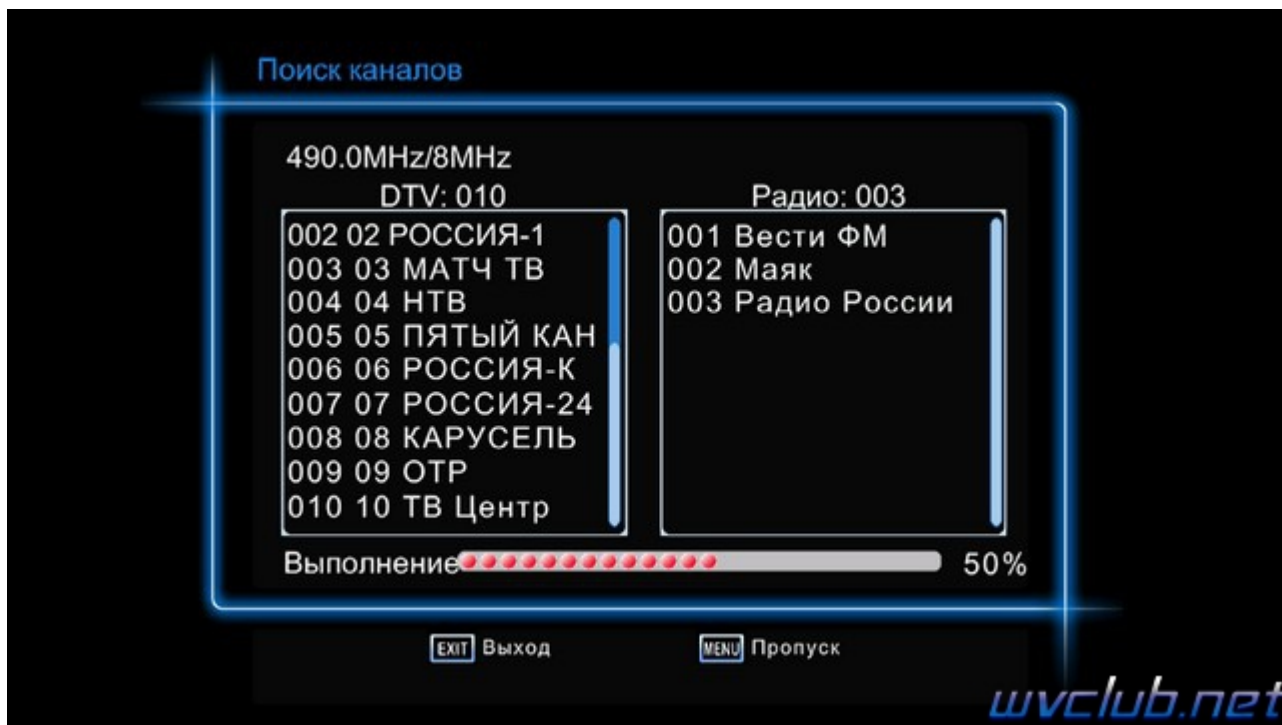 Поиск каналов
490.0MHz/8MHz
DTV: 010
Радио: 003
002 02 РОССИЯ-1
003 03 МАТЧ ТВ
004 04 НТВ
005 05 ПЯТЫЙ КАН
006 06 РОССИЯ-К
007 07 РОССИЯ-24
008 08 КАРУСЕЛЬ
009 09 ОТР
010 10 ТВ Центр
001 Вести ФМ
002 Маяк
003 Радио России
Выполнение 50%
EXIT Выход
MENU Пропуск
wvclub.net